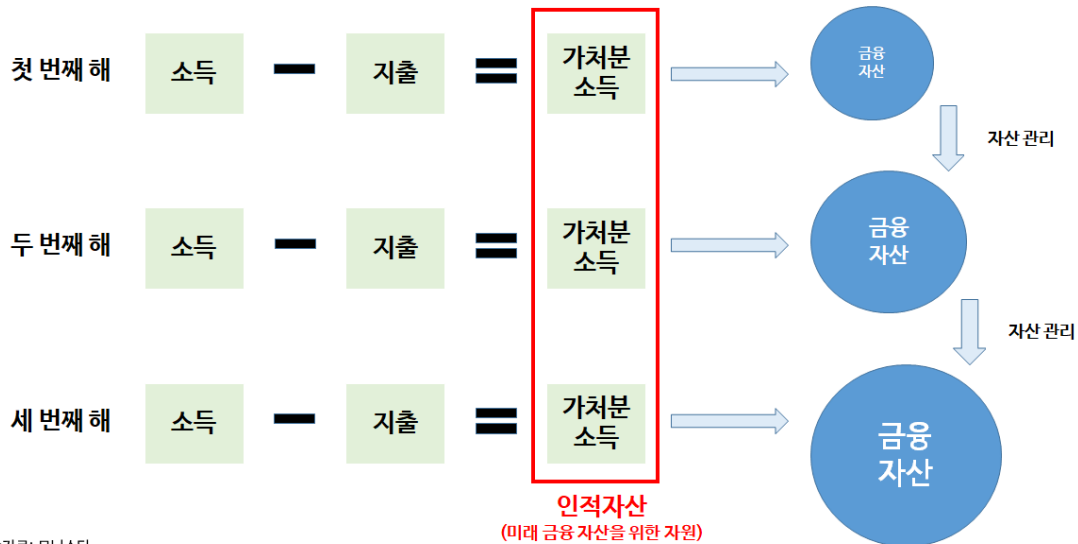 첫 번째 해
소득
지출
가처분
소득
금융
자산
자산 관리
두 번째 해
소득
지출
가처분
소득
금융
자산
자산 관리
세 번째 해
소득
지출
가처분
소득
금융
자산
인적자산
(미래 금융 자산을 위한 자원)